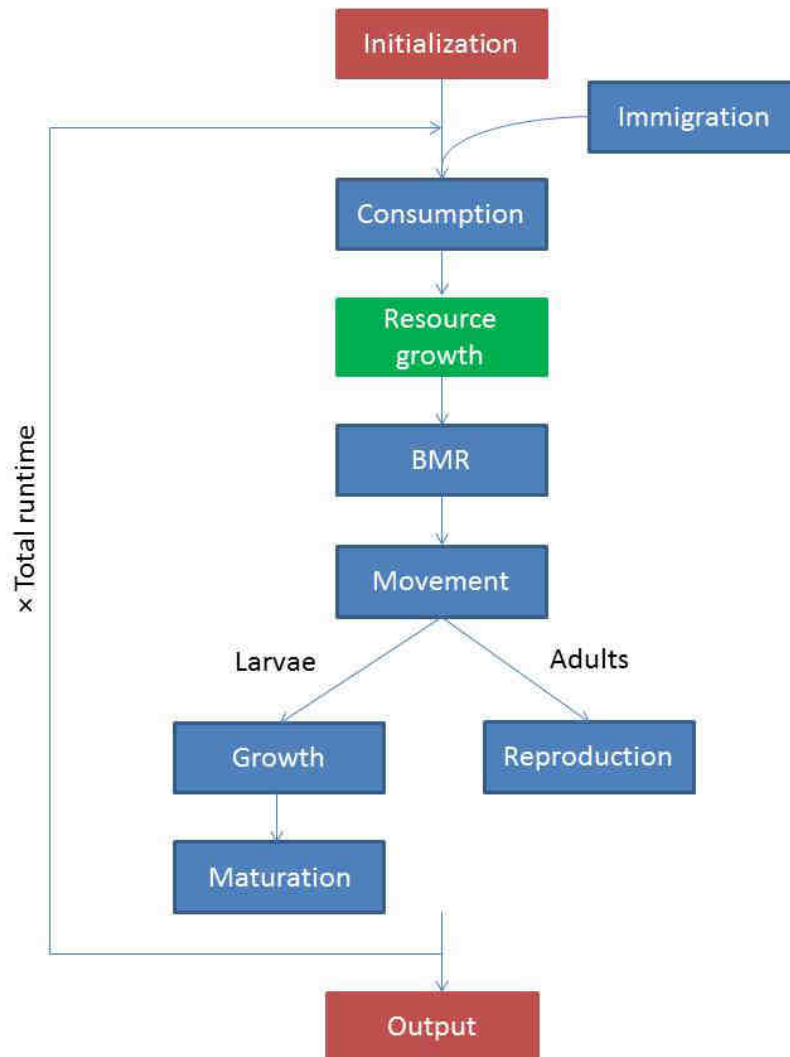 Initialization
Immigration
Consumption
Resource
growth
BMR
× Total runtime
Movement
Larvae
Adults
Growth
Reproduction
Maturation
Output